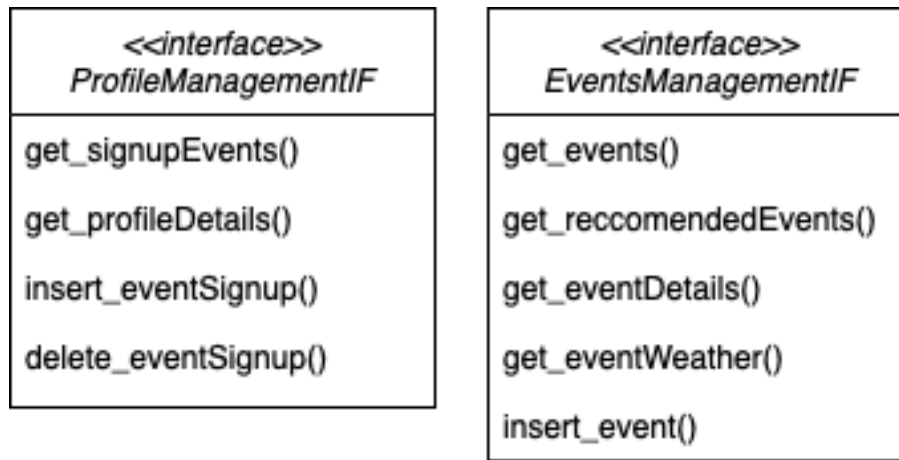 <<interface>>
ProfileManagementIF
get_signupEvents()
get_profileDetails()
insert_eventSignup()
delete_eventSignup()
<<interface>>
EventsManagementIF
get_events()
get_reccomendedEvents()
get_eventDetails()
get_eventWeather()
insert_event()